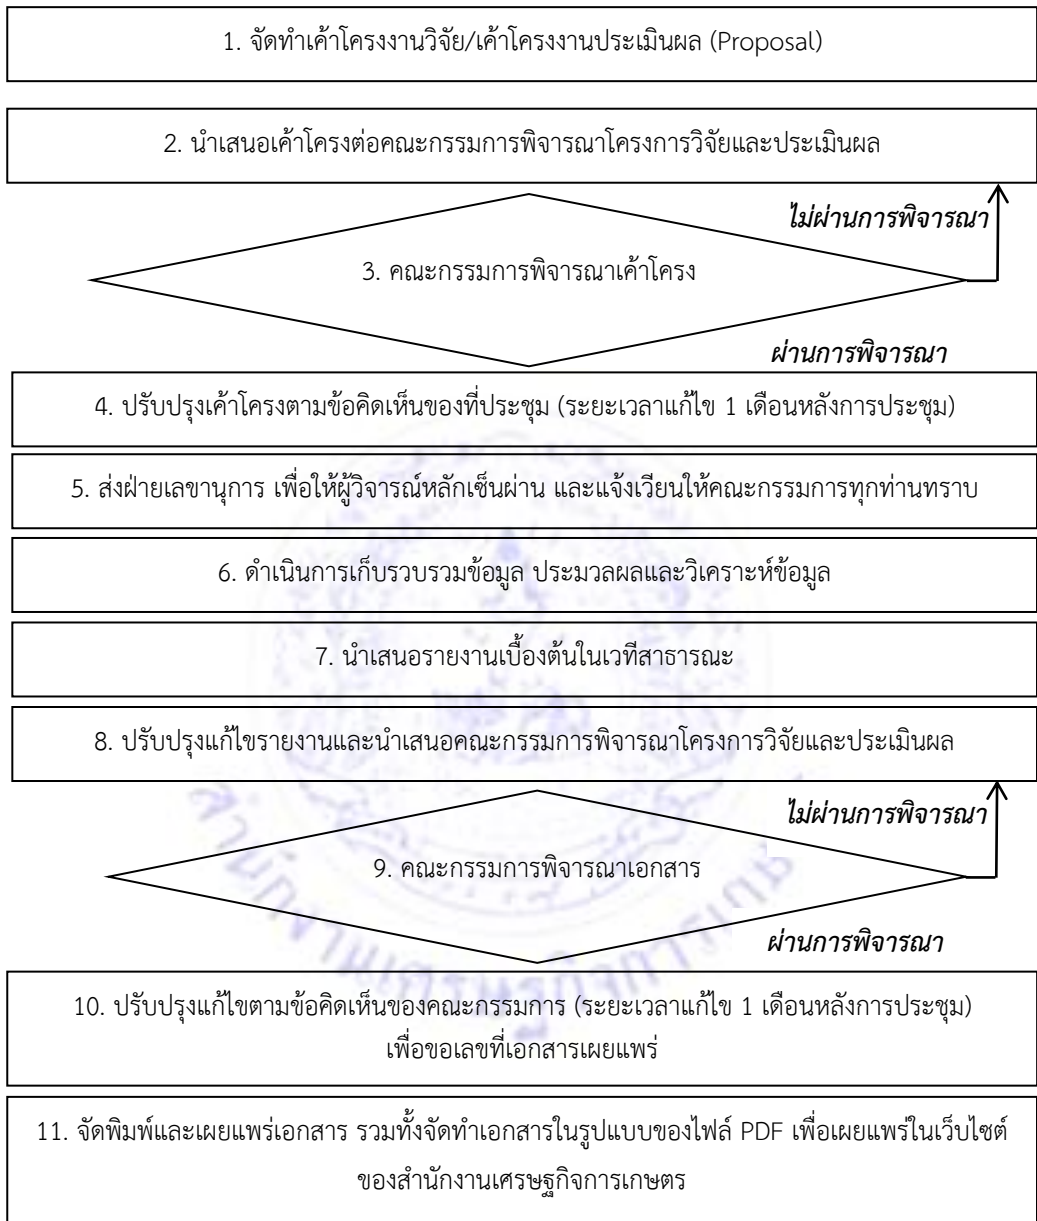 1. จัดทำเค้าโครงงานวิจัย/เค้าโครงงานประเมินผล (Proposal)
2. นำเสนอเค้าโครงต่อคณะกรรมการพิจารณาโครงการวิจัยและประเมินผล
ไม่ผ่านการพิจารณา
3. คณะกรรมการพิจารณาเค้าโครง
ผ่านการพิจารณา
4. ปรับปรุงเค้าโครงตามข้อคิดเห็นของที่ประชุม (ระยะเวลาแก้ไข 1 เดือนหลังการประชุม)
5. ส่งฝ่ายเลขานุการ เพื่อให้ผู้วิจารณ์หลักเซ็นผ่าน และแจ้งเวียนให้คณะกรรมการทุกท่านทราบ
6. ดำเนินการเก็บรวบรวมข้อมูล ประมวลผลและวิเคราะห์ข้อมูล
7. นำเสนอรายงานเบื้องต้นในเวทีสาธารณะ
8. ปรับปรุงแก้ไขรายงานและนำเสนอคณะกรรมการพิจารณาโครงการวิจัยและประเมินผล
ไม่ผ่านการพิจารณา
9. คณะกรรมการพิจารณาเอกสาร
ผ่านการพิจารณา
สำนักงานเศรษฐกิจการเกษ
10. ปรับปรุงแก้ไขตามข้อคิดเห็นของคณะกรรมการ (ระยะเวลาแก้ไข 1 เดือนหลังการประชุม)
เพื่อขอเลขที่เอกสารเผยแพร่
11. จัดพิมพ์และเผยแพร่เอกสาร รวมทั้งจัดทำเอกสารในรูปแบบของไฟล์ PDF เพื่อเผยแพร่ในเว็บไซต์
ของสำนักงานเศรษฐกิจการเกษตร